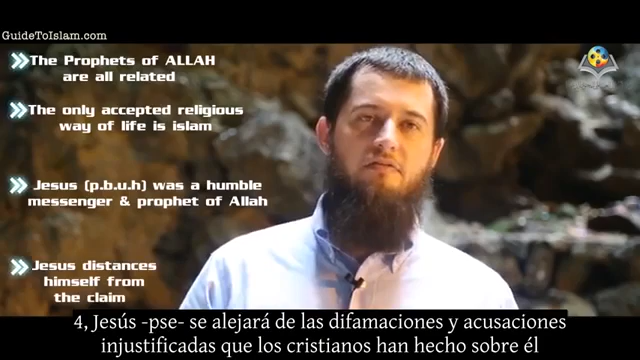 GuideToIslam.com
The Prophets of ALLAH
are all related
The only accepted religious
way of life is islam
Jesus (p.b.u.h) was a humble
messenger & prophet of Allah
Jesus distances
himself from
the claim
4, Jesús -pse- se alejará de las difamaciones y acusaciones
injustificadas que los cristianos han hecho sobre él